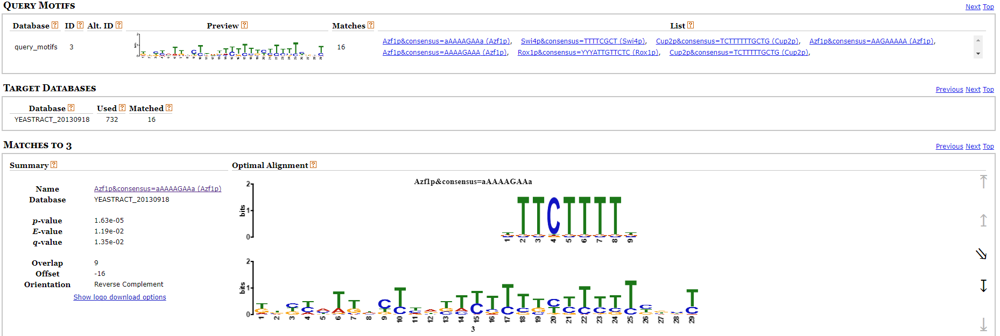 QUERY MOTIFS
Next Top
Database ? ID ? Alt. ID ? Preview ? Matches ? List ?
query_motifs 3 16 Azf1p&consensus=aAAAAGAAa (Azf1p), Swi4p&consensus=TTTTCGCT (Swi4p), Cup2p&consensus=TCTTTTTTGCTG (Cup2p), Azf1p&consensus=AAGAAAAA (Azf1p),
Azf1p&consensus=AAAAGAAA (Azf1p), Rox1p&consensus=YYYATTGTTCTC (Rox1p), Cup2p&consensus=TCTTTTTGCTG (Cup2p),
TARGET DATABASES
Previous Next Top
Database ? Used ? Matched ?
YEASTRACT_20130918 732 16
MATCHES TO 3
Previous Next Top
Summary ? Optimal Alignment ?
Name Azf1p&consensus=aAAAAGAAa (Azf1p)
Database YEASTRACT_20130918
p-value 1.63e-05
E-value 1.19e-02
q-value 1.35e-02
Overlap 9
Offset -16
Orientation Reverse Complement
Show logo download options
Azf1p&consensus=aAAAAGAAa
2
bits
1
0
TTCTTTT
1 2 3 4 5 6 7 8 9
2
bits
1
0
1 2 3 4 5 6 7 8 9 10 11 12 13 14 15 16 17 18 19 20 21 22 23 24 25 26 27 28 29
3